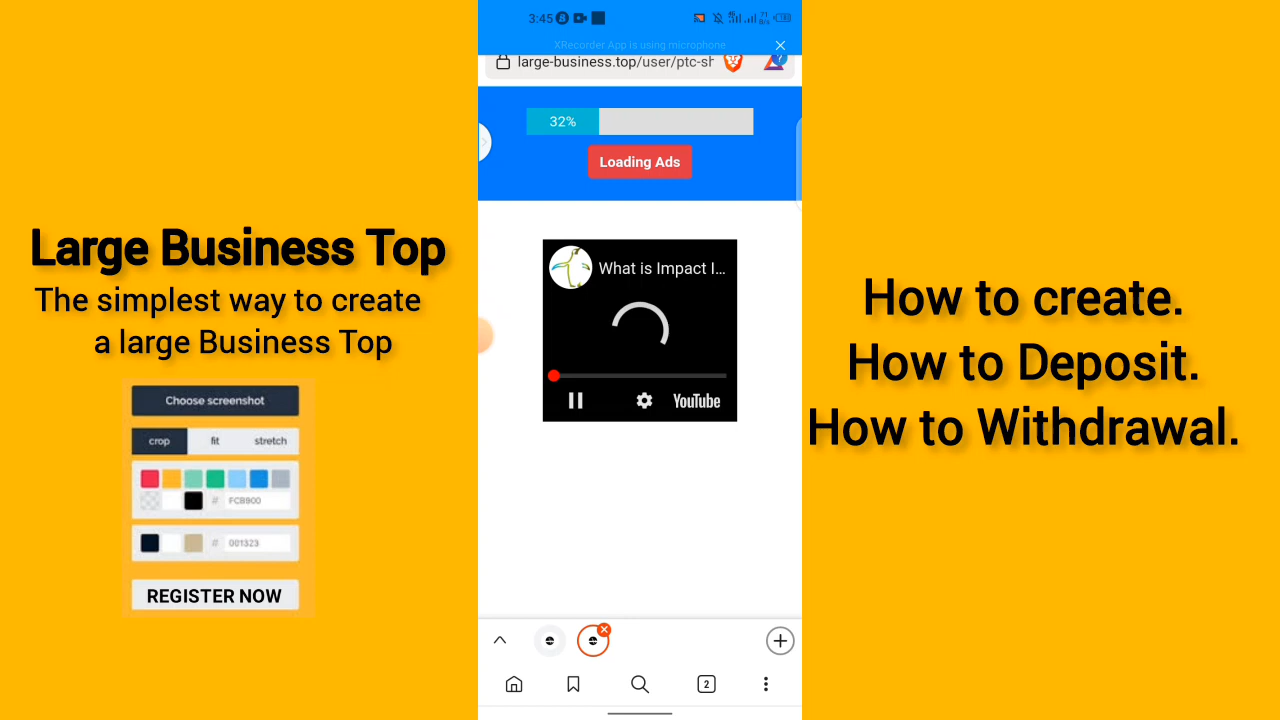 Large Business Top
The simplest way to create
a large Business Top
Choose screenshot
crop fit stretch
# FCB900
# 001323
REGISTER NOW
3:45
71
XRecorder App is using microphone
large-business.top/user/ptc-sh
32%
Loading Ads
What is Impact I...
YouTube
2
How to create.
How to Deposit.
How to Withdrawal.